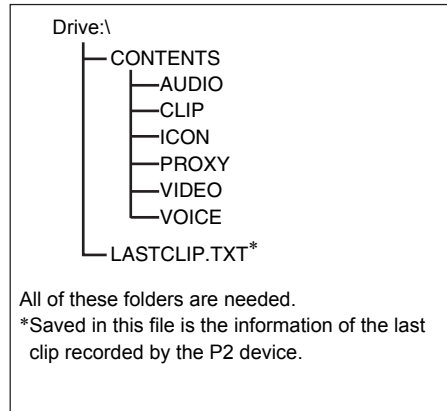 Drive:\
CONTENTS
AUDIO
CLIP
ICON
PROXY
VIDEO
VOICE
LASTCLIP.TXT*
All of these folders are needed.
*Saved in this file is the information of the last
clip recorded by the P2 device.